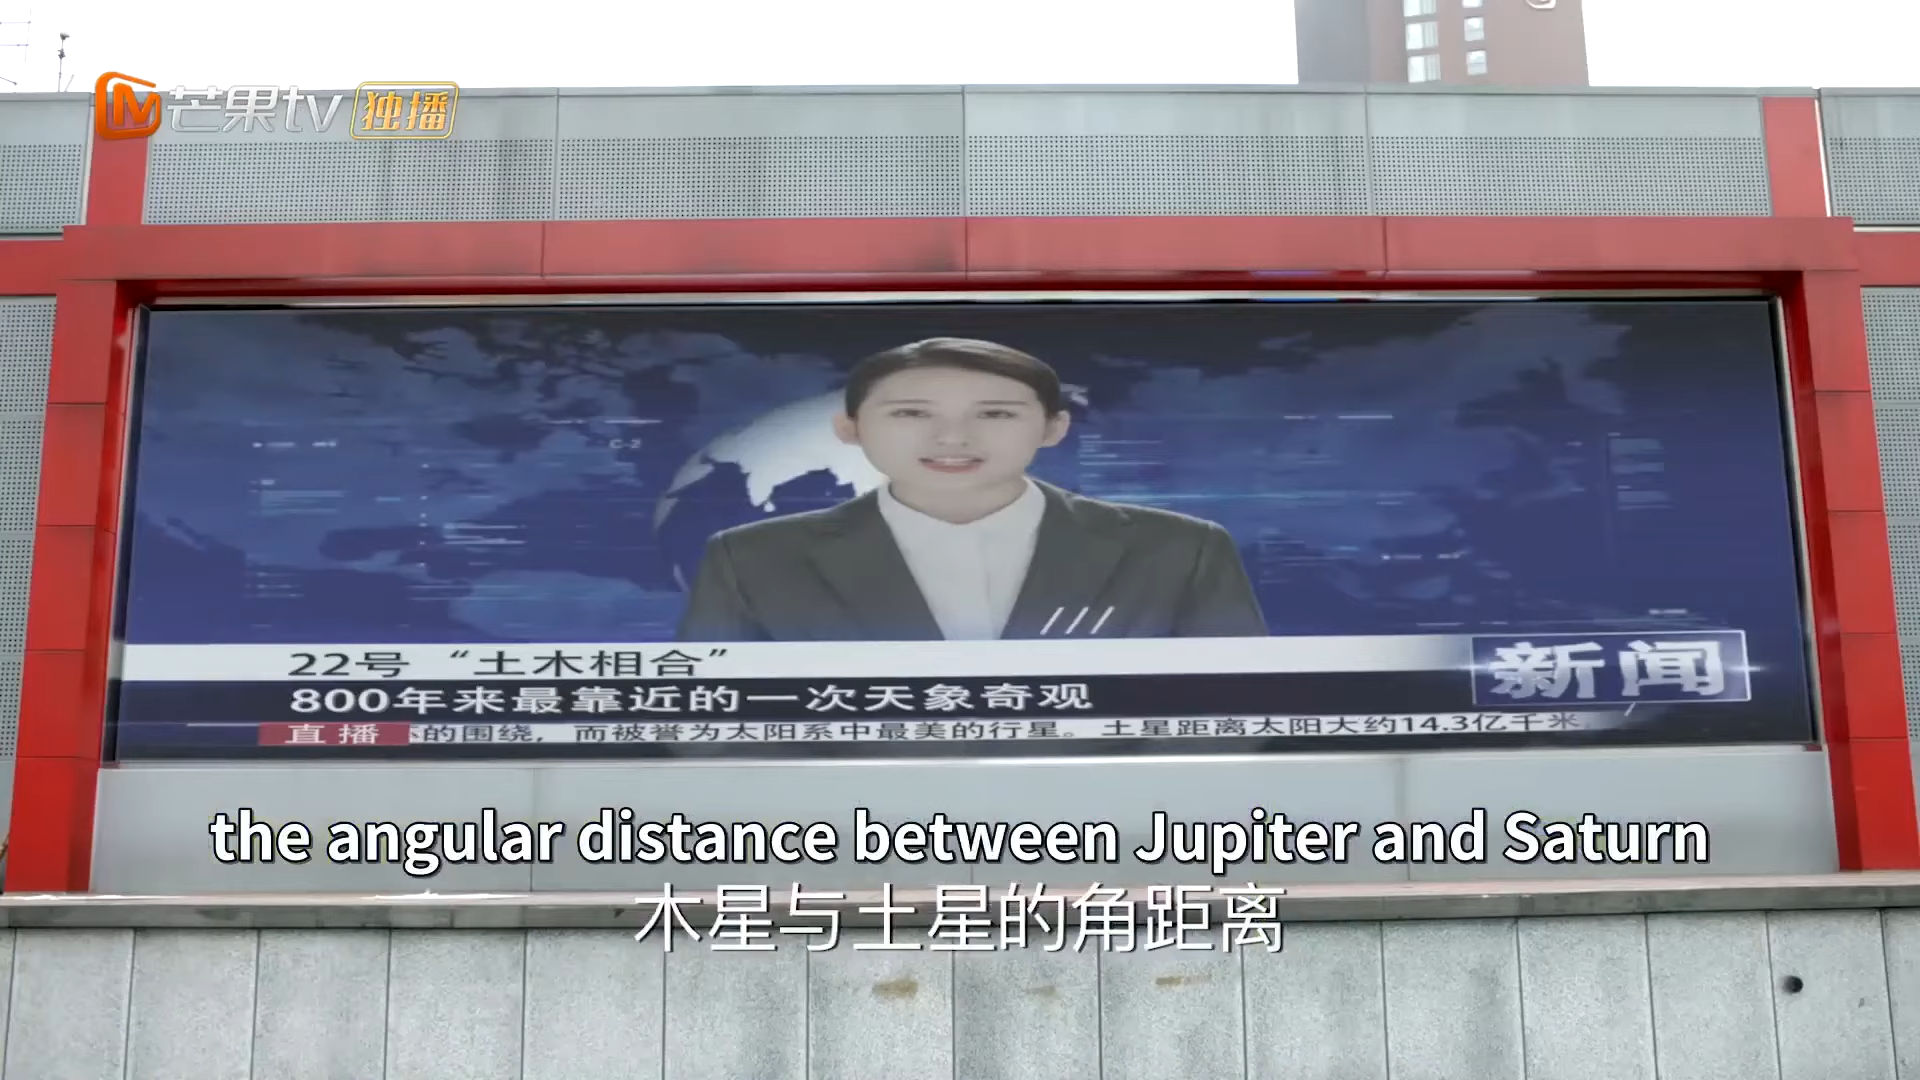 芒果tv 独播
C-2
22号“土木相合”
800年来最靠近的一次天象奇观
新闻
直播 的围绕，而被誉为太阳系中最美的行星。土星距离太阳大约14.3亿千米
the angular distance between Jupiter and Saturn
木星与土星的角距离